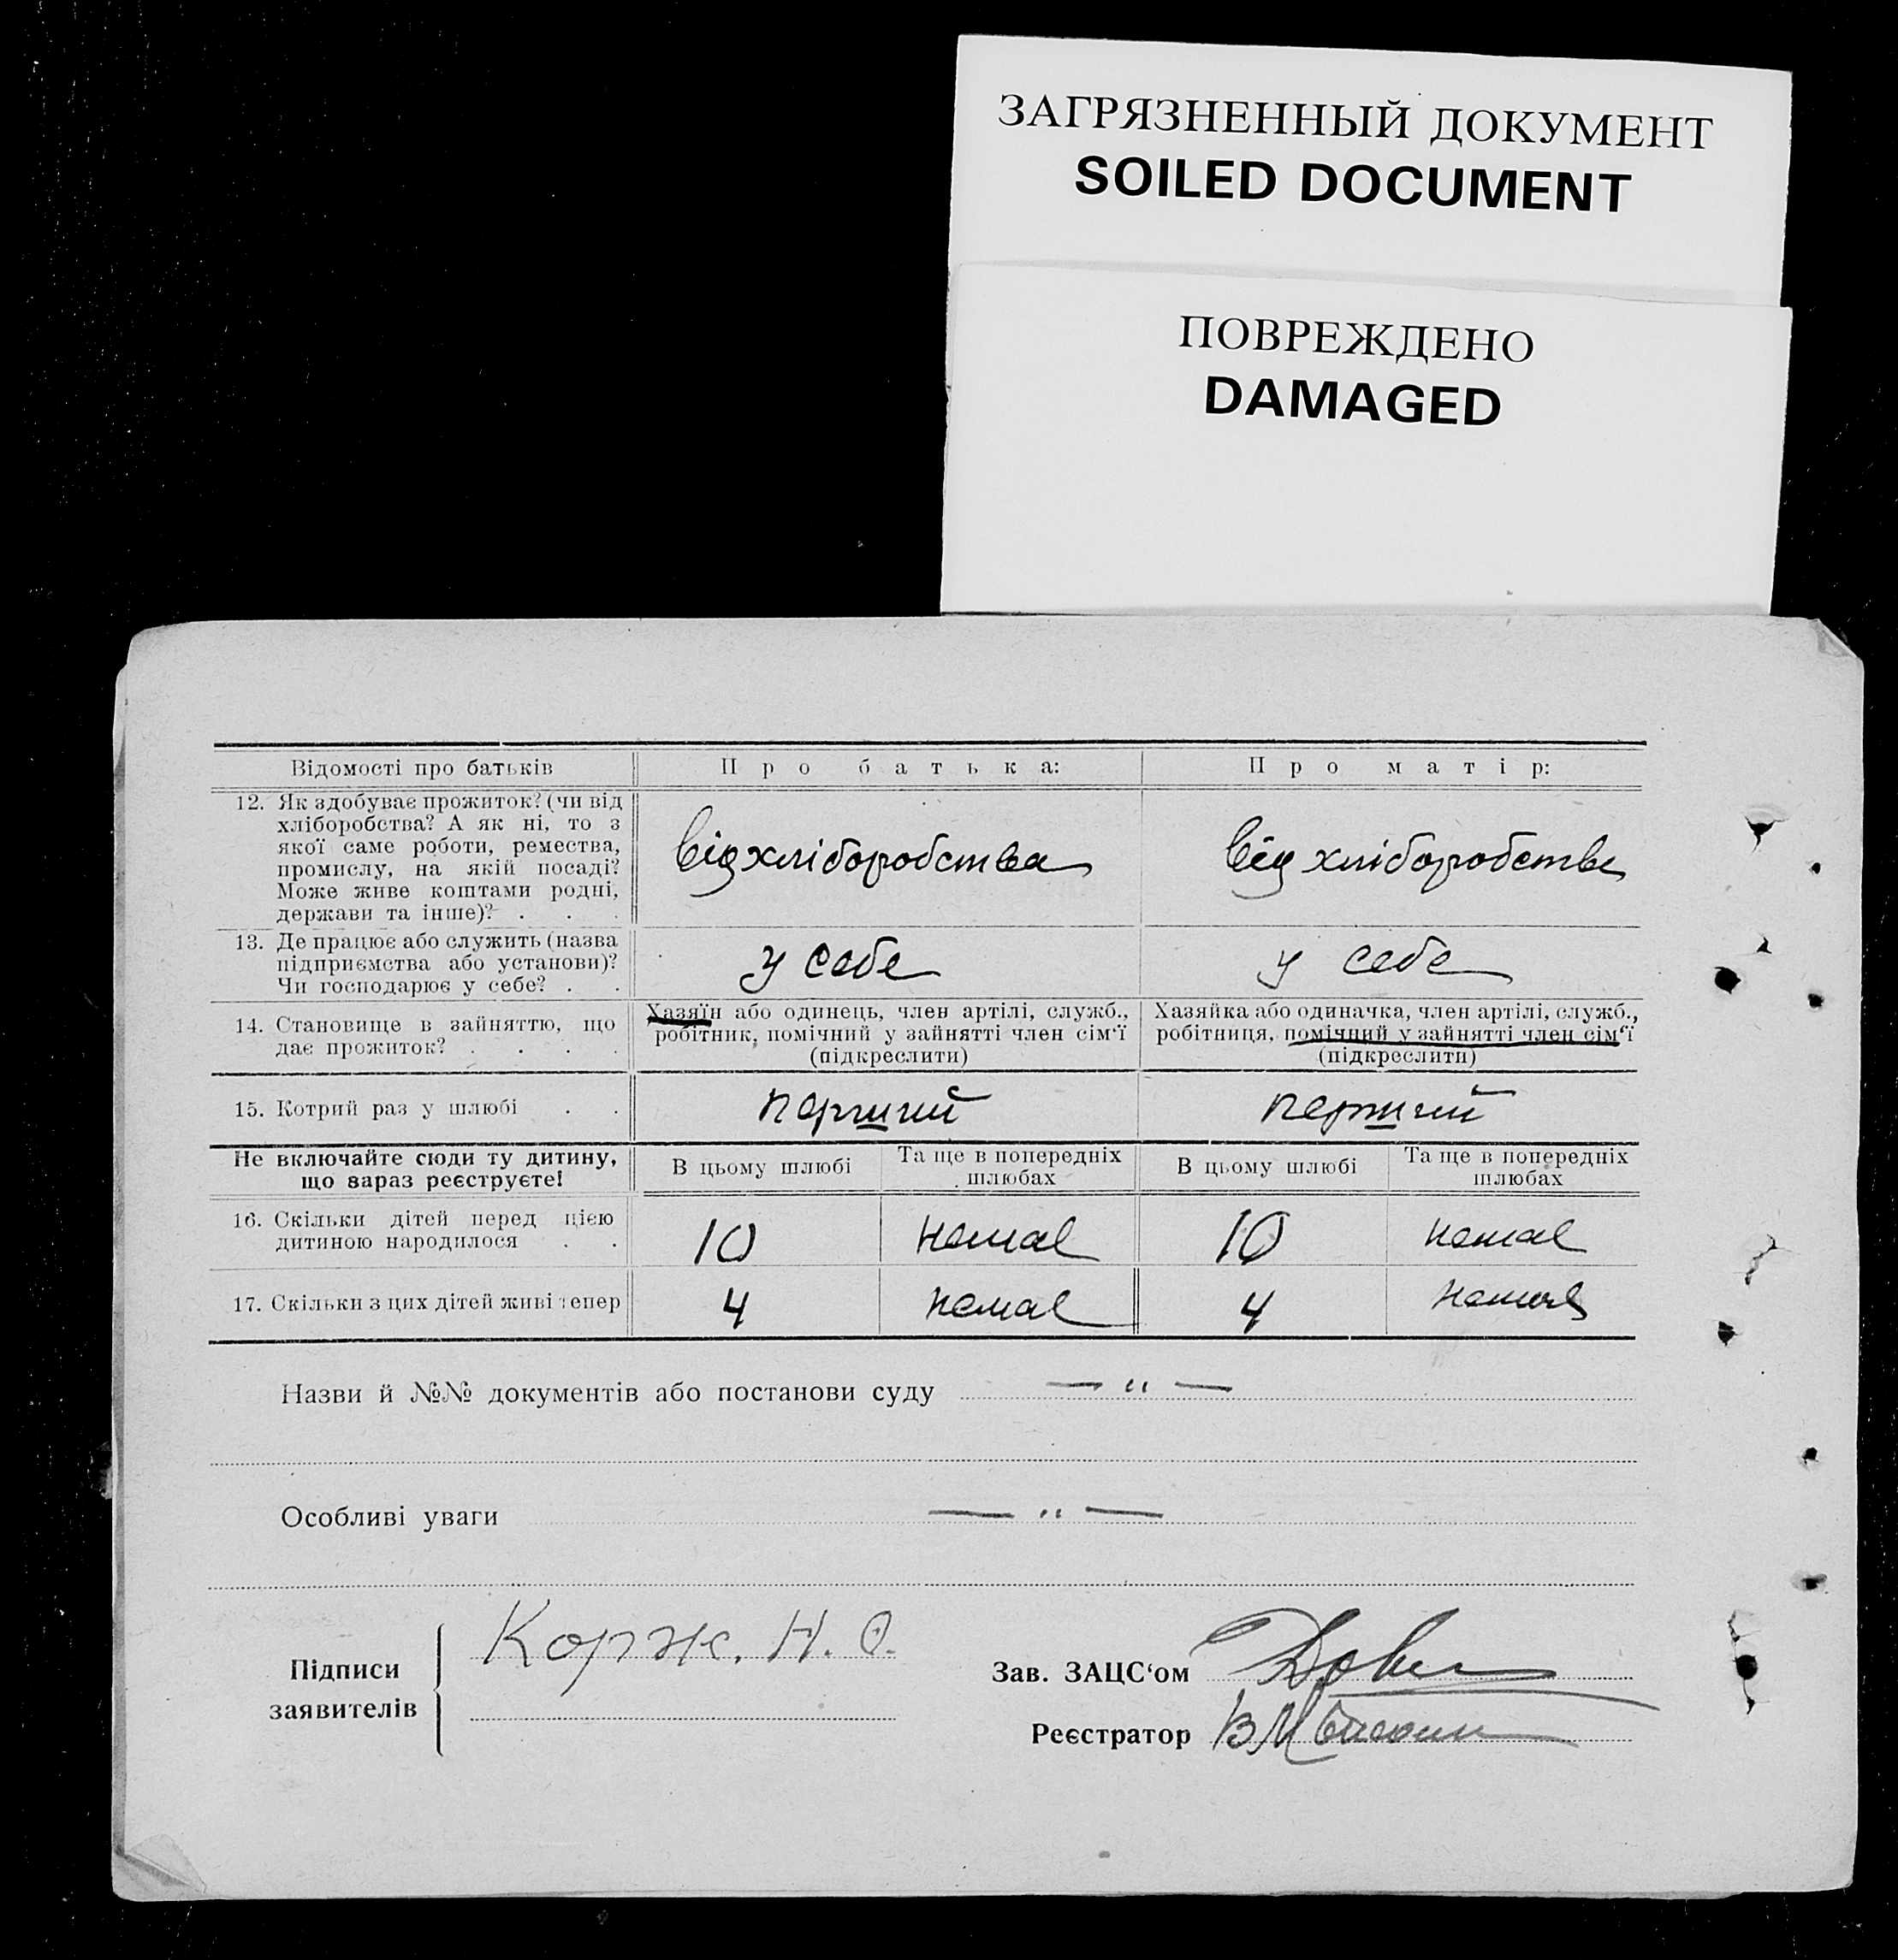 ЗАГРЯЗНЕННЫЙ ДОКУМЕНТ
SOILED DOCUMENT
ПОВРЕЖДЕНО
DAMAGED
Відомості про батьків
Про батька:
Про матір:
12. Як здобуває прожиток? (чи від
хліборобства? А як ні, то з
якої саме роботи, ремества,
промислу, на якій посаді?
Може живе коштами родні,
держави та інше)? . . .
від хліборобства
від хліборобства
13. Де працює або служить (назва
підприємства або установи)?
Чи господарює у себе? . .
у себе
у себе
14. Становище в зайняттю, що
дає прожиток? . . . .
Хазяїн або одинець, член артілі, служб.,
робітник, помічний у зайнятті член сім‘ї
(підкреслити)
Хазяйка або одиначка, член артілі, служб.,
робітниця, помічний у зайнятті член сім‘ї
(підкреслити)
15. Котрий раз у шлюбі . .
перший
перший
Не включайте сюди ту дитину,
що зараз реєструєте!
В цьому шлюбі
Та ще в попередніх
шлюбах
В цьому шлюбі
Та ще в попередніх
шлюбах
16. Скільки дітей перед цією
дитиною народилося . .
10
немає
10
немає
17. Скільки з цих дітей живі тепер
4
немає
4
немає
Назви й №№ документів або постанови суду — „ —
Особливі уваги — „ —
Підписи
заявителів
Корж. Н. О.
Зав. ЗАЦС‘ом
Реєстратор